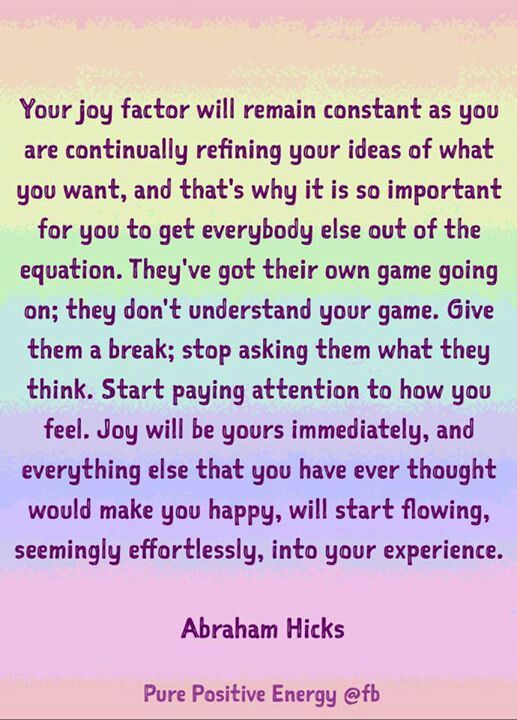 Your joy factor will remain constant as you
are continually refining your ideas of what
you want, and that's why it is so important
for you to get everybody else out of the
equation. They've got their own game going
on; they don't understand your game. Give
them a break; stop asking them what they
think. Start paying attention to how you
feel. Joy will be yours immediately, and
everything else that you have ever thought
would make you happy, will start flowing,
seemingly effortlessly, into your experience.
Abraham Hicks
Pure Positive Energy @fb